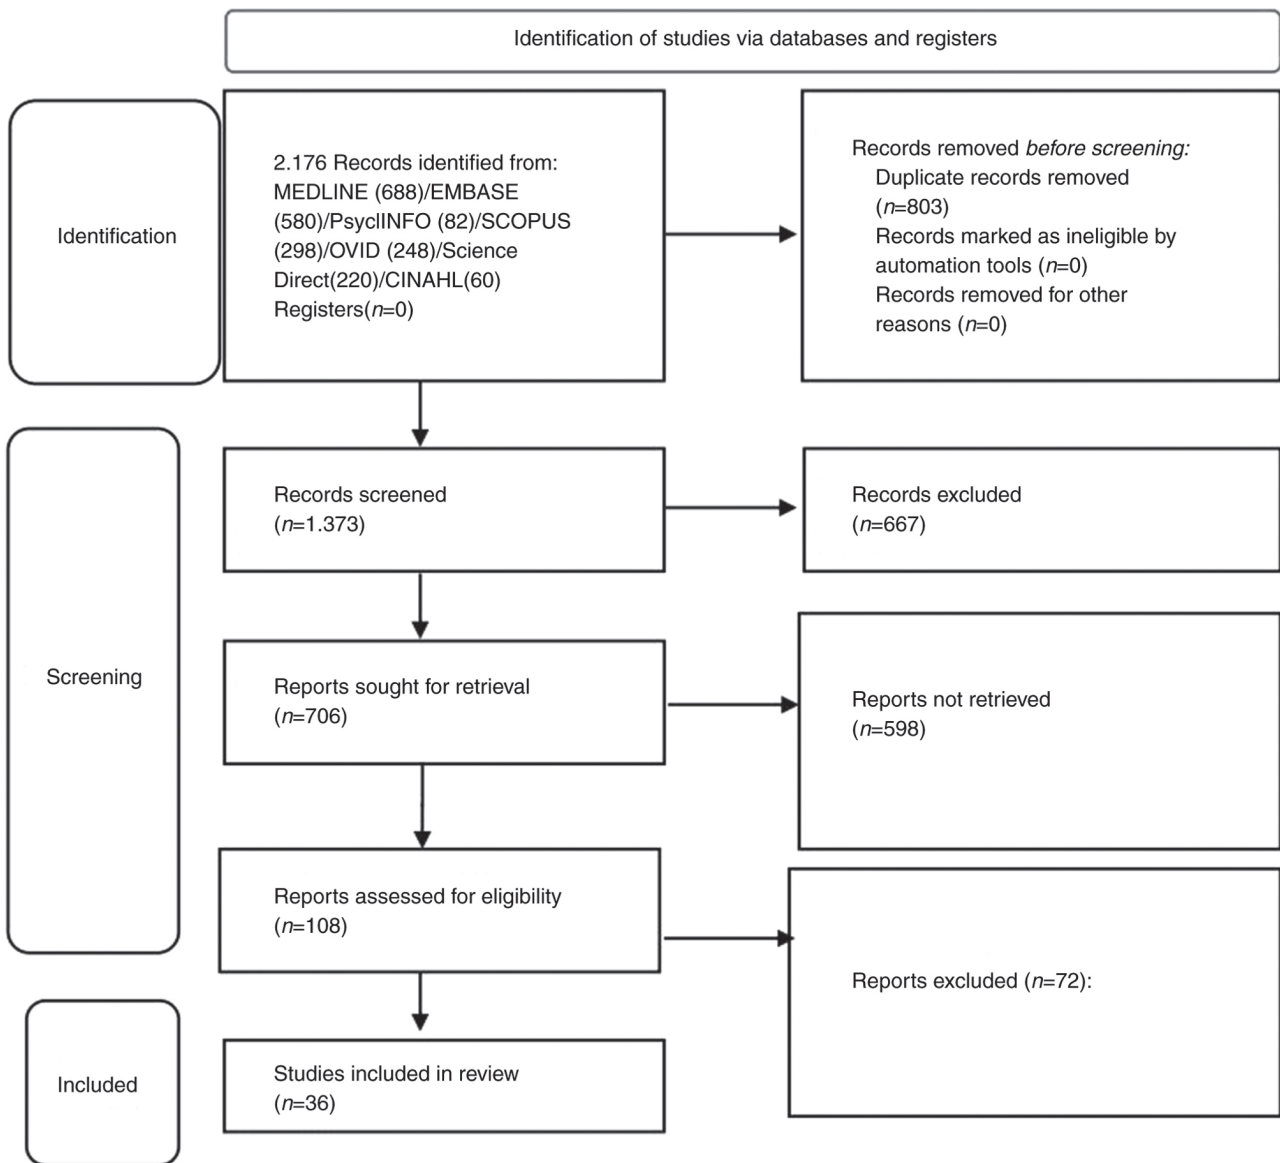 Identification of studies via databases and registers
Identification
2.176 Records identified from:
MEDLINE (688)/EMBASE
(580)/PsyclINFO (82)/SCOPUS
(298)/OVID (248)/Science
Direct(220)/CINAHL(60)
Registers(n=0)
Records removed before screening:
Duplicate records removed
(n=803)
Records marked as ineligible by
automation tools (n=0)
Records removed for other
reasons (n=0)
Screening
Records screened
(n=1.373)
Records excluded
(n=667)
Reports sought for retrieval
(n=706)
Reports not retrieved
(n=598)
Reports assessed for eligibility
(n=108)
Reports excluded (n=72):
Included
Studies included in review
(n=36)